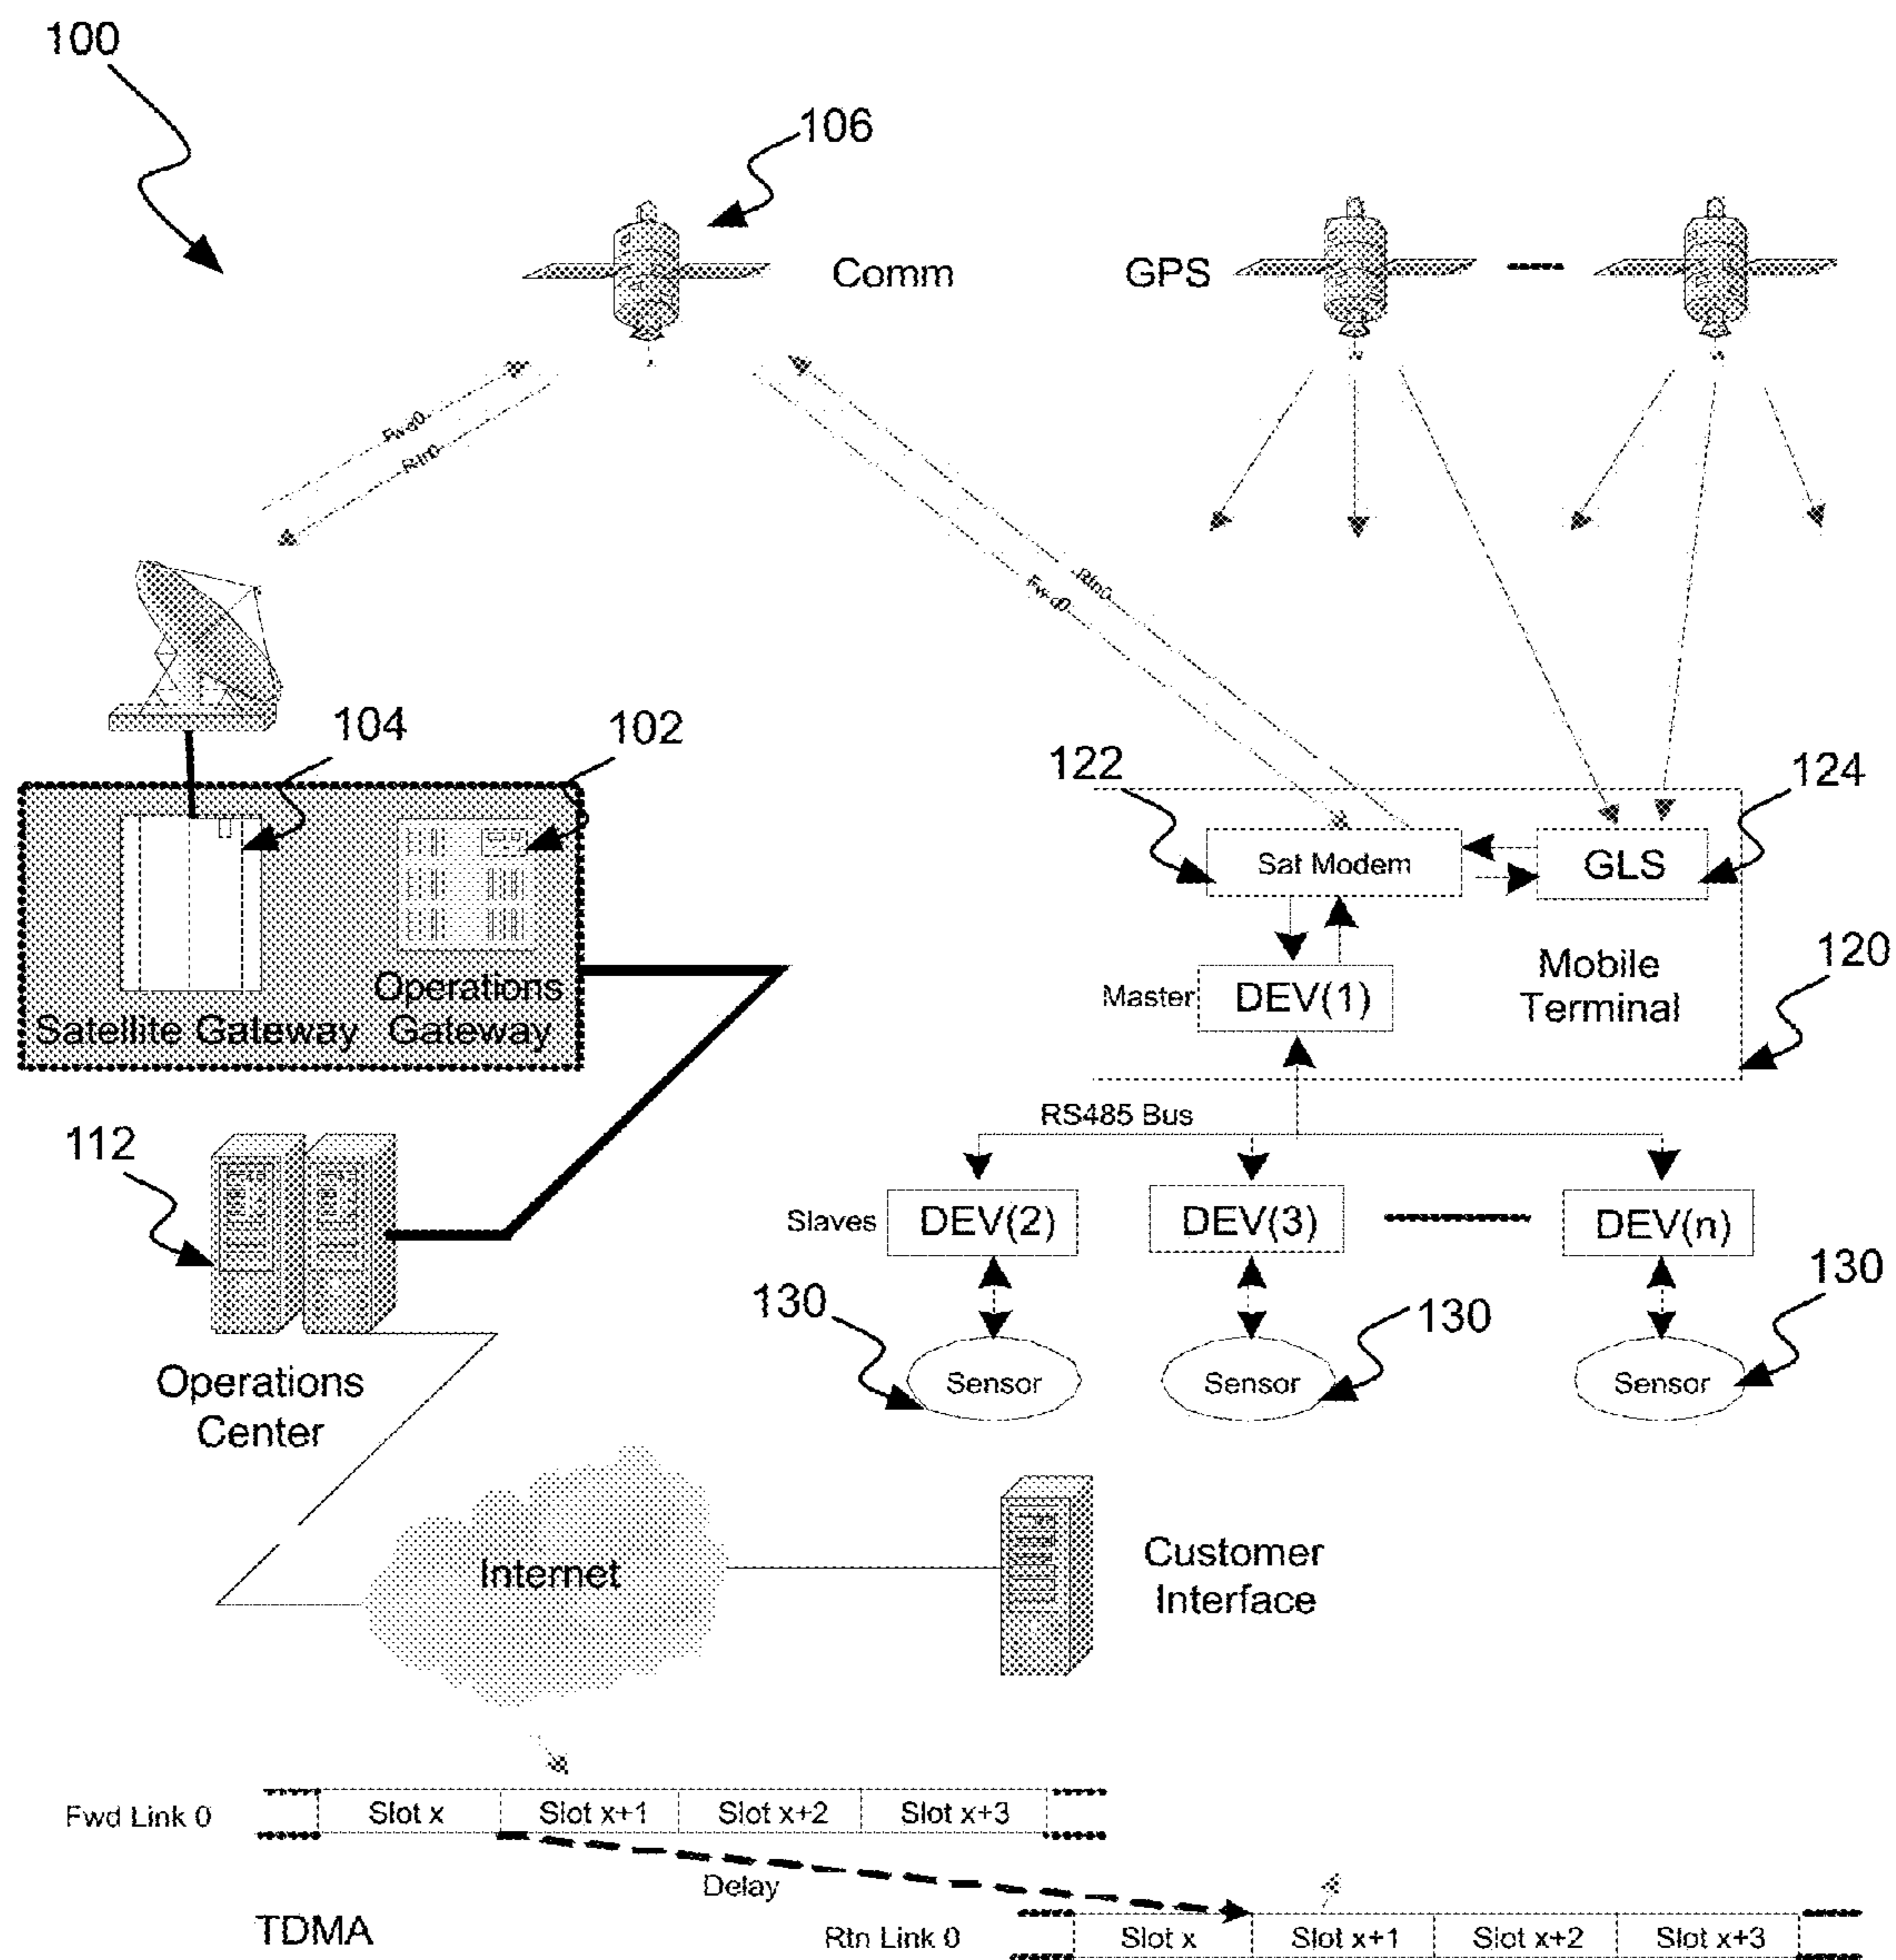 100
106
Comm
GPS
Fwd0
Rtn0
Rtn0
Fwd0
104
102
122
124
Sat Modem
GLS
Mobile
Terminal
120
Master
DEV(1)
Operations
Gateway
Satellite Gateway
RS485 Bus
112
Slaves
DEV(2)
DEV(3)
DEV(n)
130
130
130
Sensor
Sensor
Sensor
Operations
Center
Internet
Customer
Interface
Fwd Link 0
Slot x
Slot x+1
Slot x+2
Slot x+3
Delay
TDMA
Rtn Link 0
Slot x
Slot x+1
Slot x+2
Slot x+3